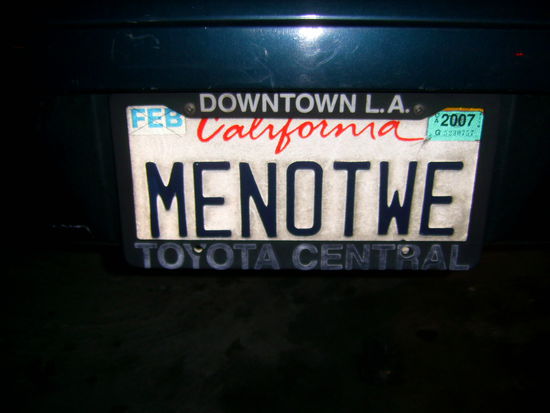 DOWNTOWN L.A.
FEB California 2007
MENOTWE
TOYOTA CENTRAL